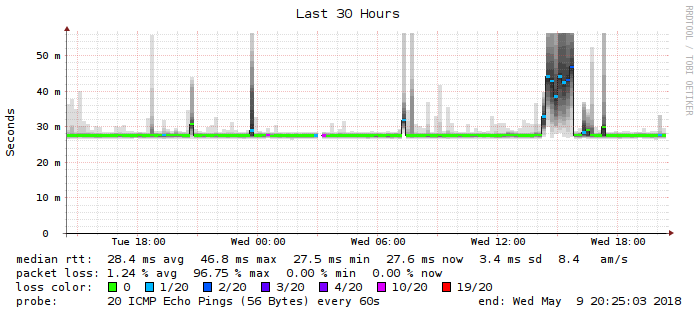 Last 30 Hours
RRDTOOL / TOBI OETIKER
Seconds
50 m
40 m
30 m
20 m
10 m
0
Tue 18:00 Wed 00:00 Wed 06:00 Wed 12:00 Wed 18:00
median rtt: 28.4 ms avg 46.8 ms max 27.5 ms min 27.6 ms now 3.4 ms sd 8.4 am/s
packet loss: 1.24 % avg 96.75 % max 0.00 % min 0.00 % now
loss color: 0 1/20 2/20 3/20 4/20 10/20 19/20
probe: 20 ICMP Echo Pings (56 Bytes) every 60s end: Wed May 9 20:25:03 2018